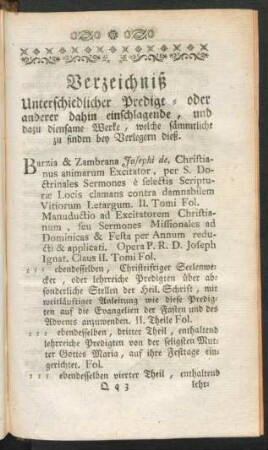 Verzeichniß
Unterschiedlicher Predigt- oder
anderer dahin einschlagende, und
dazu diensame Werke, welche sämmtliche
zu finden bey Verlegern dieß.
Barzia & Zambrana Josephi de, Christia-
nus animarum Excitator, per S. Do-
ctrinales Sermones è selectis Scriptu-
ræ Locis clamans contra damnabilem
Vitiorum Letargum. II. Tomi Fol.
Manuductio ad Excitatorem Christia-
num, seu Sermones Missionales ad
Dominicas & Festa per Annum redu-
cti & applicati. Opera P. R. D. Joseph
Ignat. Claus II. Tomi Fol.
::: ebendesselben, Christeifriger Seelenwe-
cker, oder lehrreiche Predigten über ab-
sonderliche Stellen der Heil. Schrift, mit
weitläuftiger Anleitung wie diese Predig-
ten auf die Evangelien der Fasten und des
Advents anzuwenden. II. Theile Fol.
::: ebendesselben, dritter Theil, enthaltend
lehrreiche Predigten von der seligsten Mut-
ter Gottes Maria, auf ihre Festtage ein-
gerichtet. Fol.
::: ebendesselben vierter Theil, enthaltend
Qq3 lehr-